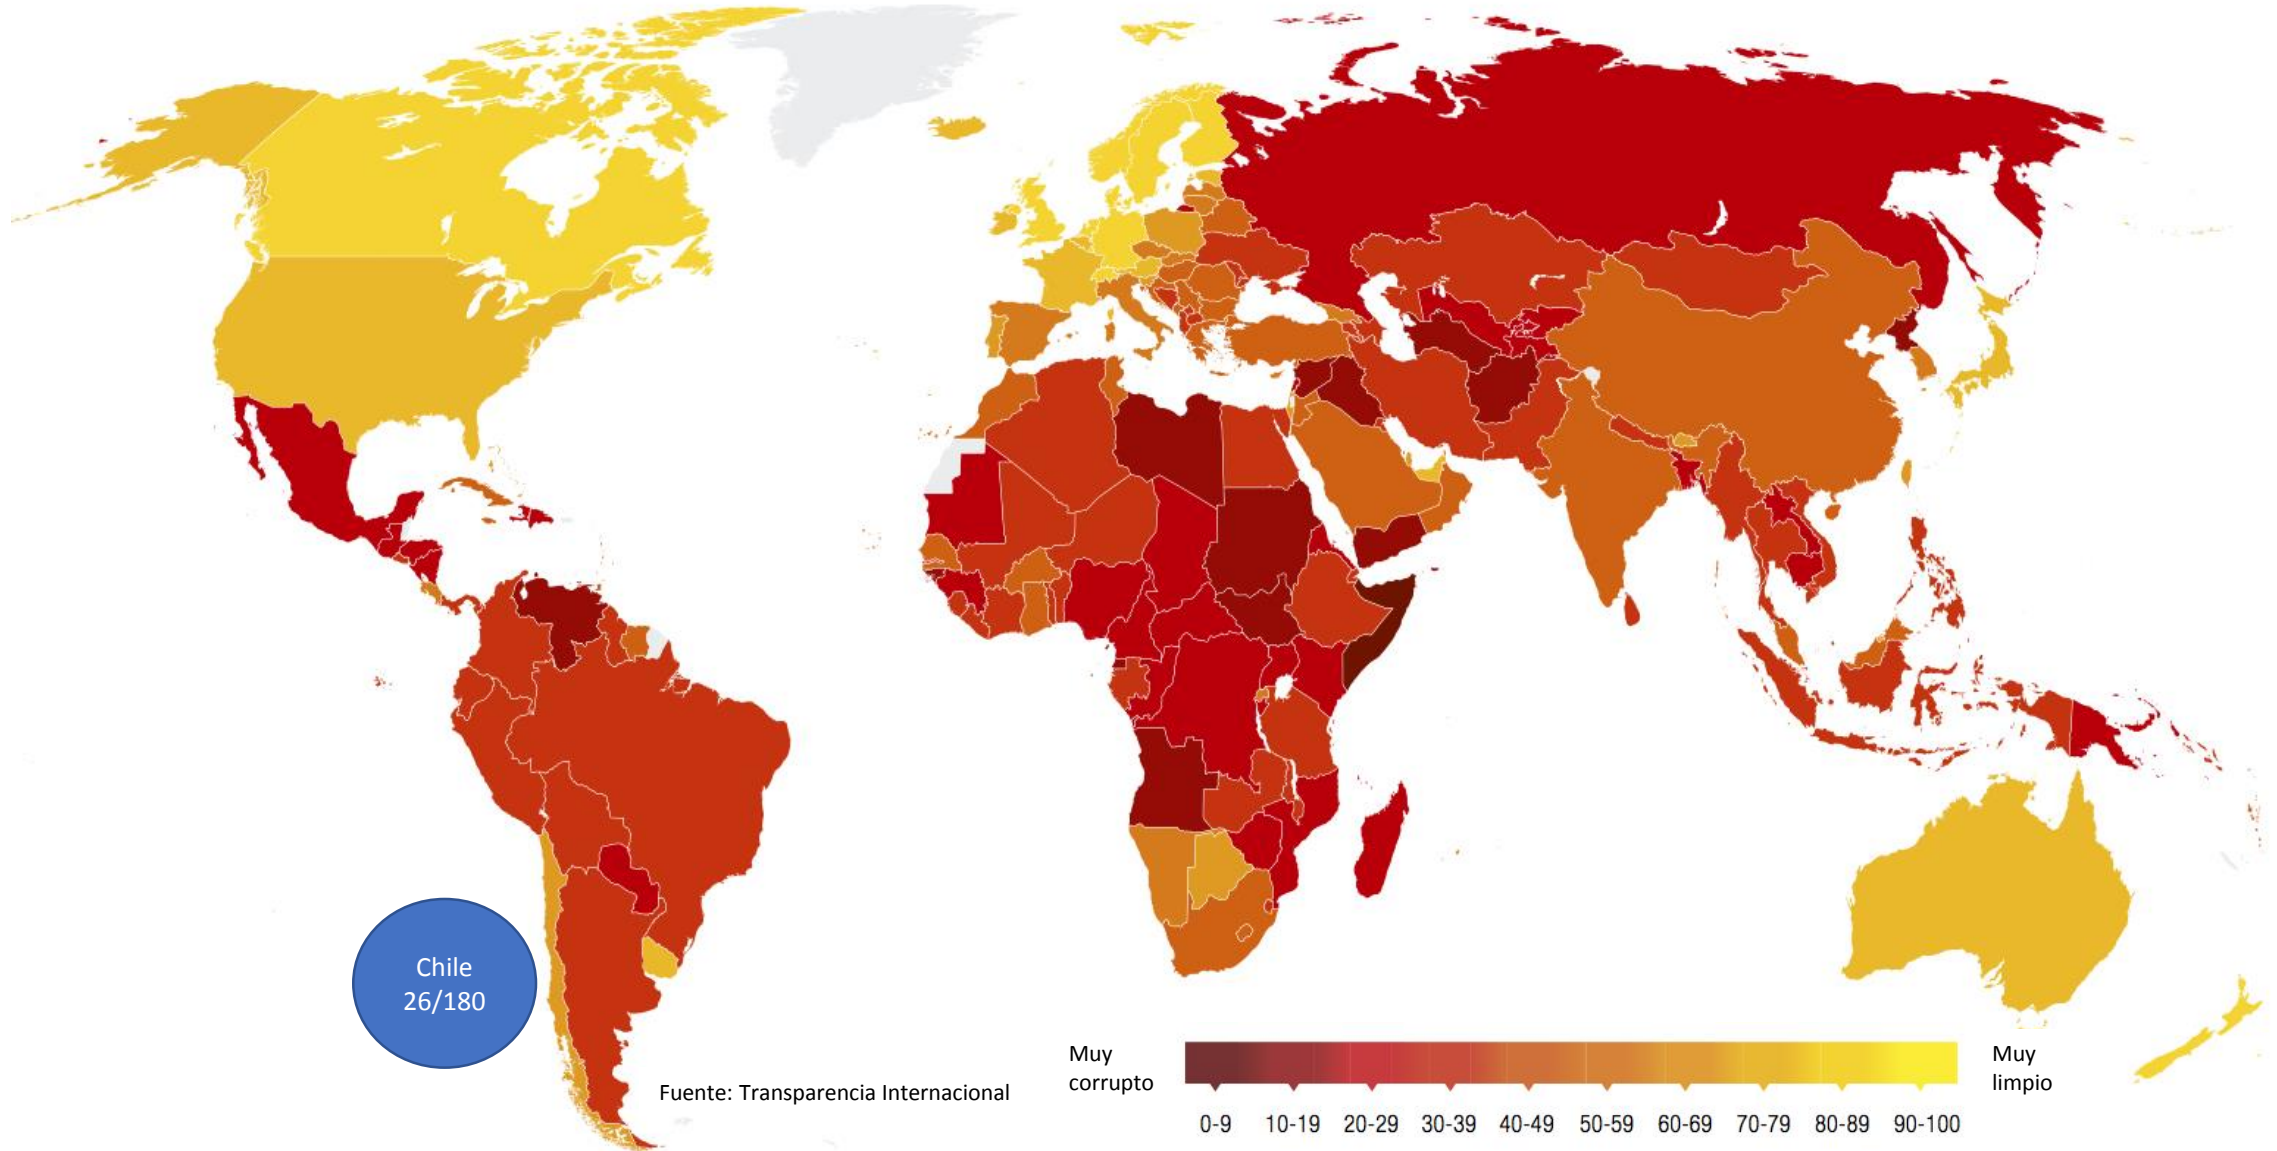 Chile
26/180
Fuente: Transparencia Internacional
Muy
corrupto
Muy
limpio
0-9 10-19 20-29 30-39 40-49 50-59 60-69 70-79 80-89 90-100